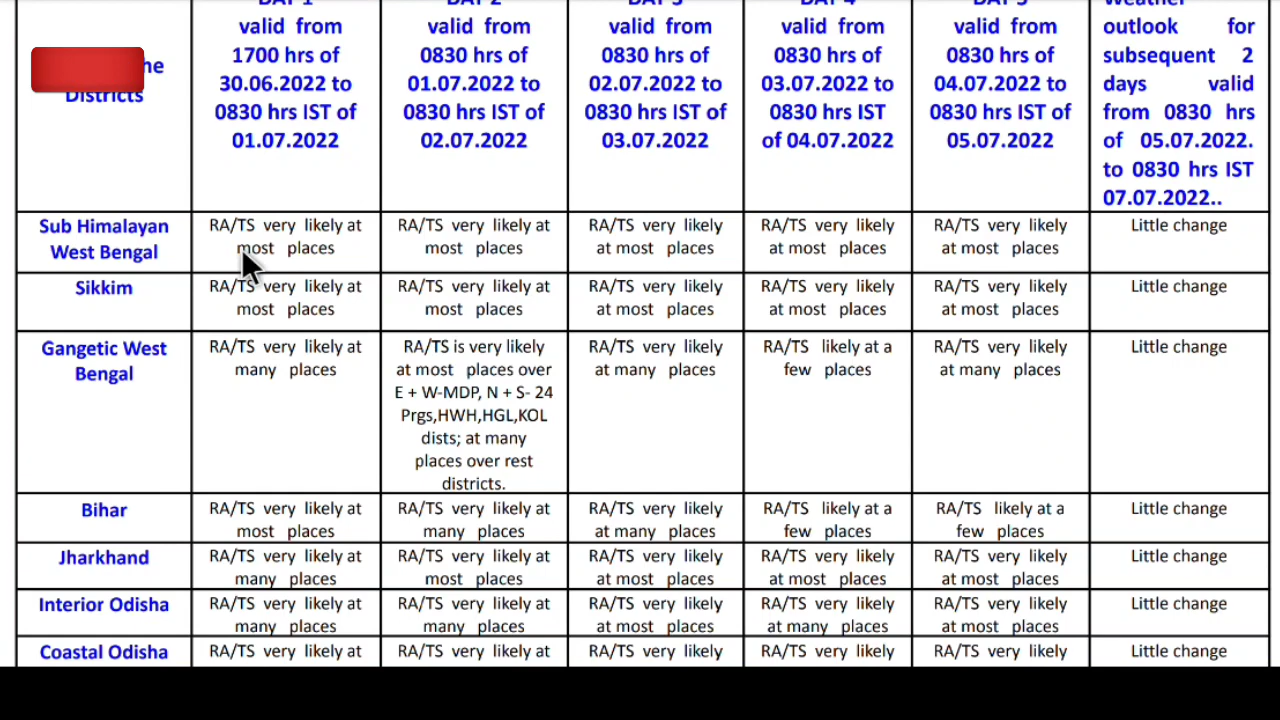 DAY 1
valid from
1700 hrs of
30.06.2022 to
0830 hrs IST of
01.07.2022
DAY 2
valid from
0830 hrs of
01.07.2022 to
0830 hrs IST of
02.07.2022
valid from
0830 hrs of
02.07.2022 to
0830 hrs IST of
03.07.2022
DAY 4
valid from
0830 hrs of
03.07.2022 to
0830 hrs IST
of 04.07.2022
valid from
0830 hrs of
04.07.2022 to
0830 hrs IST of
05.07.2022
Weather
outlook for
subsequent 2
days valid
from 0830 hrs
of 05.07.2022.
to 0830 hrs IST
07.07.2022..
Districts
Sub Himalayan
West Bengal
RA/TS very likely at
most places
RA/TS very likely at
most places
RA/TS very likely
at most places
RA/TS very likely
at most places
RA/TS very likely
at most places
Little change
Sikkim
RA/TS very likely at
most places
RA/TS very likely at
most places
RA/TS very likely
at most places
RA/TS very likely
at most places
RA/TS very likely
at most places
Little change
Gangetic West
Bengal
RA/TS very likely at
many places
RA/TS is very likely
at most places over
E + W-MDP, N + S- 24
Prgs,HWH,HGL,KOL
dists; at many
places over rest
districts.
RA/TS very likely
at many places
RA/TS likely at a
few places
RA/TS very likely
at many places
Little change
Bihar
RA/TS very likely at
most places
RA/TS very likely at
many places
RA/TS very likely
at many places
RA/TS likely at a
few places
RA/TS likely at a
few places
Little change
Jharkhand
RA/TS very likely at
many places
RA/TS very likely at
most places
RA/TS very likely
at most places
RA/TS very likely
at most places
RA/TS very likely
at most places
Little change
Interior Odisha
RA/TS very likely at
many places
RA/TS very likely at
many places
RA/TS very likely
at most places
RA/TS very likely
at many places
RA/TS very likely
at most places
Little change
Coastal Odisha
RA/TS very likely at
RA/TS very likely at
RA/TS very likely
RA/TS very likely
RA/TS very likely
Little change